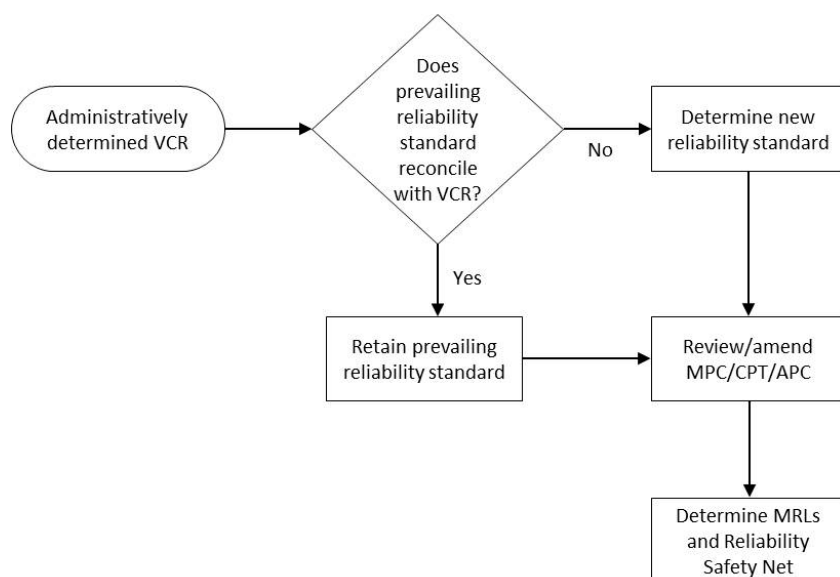 Administratively
determined VCR
Does
prevailing
reliability
standard
reconcile
with VCR?
No
Determine new
reliability standard
Yes
Retain prevailing
reliability standard
Review/amend
MPC/CPT/APC
Determine MRLs
and Reliability
Safety Net